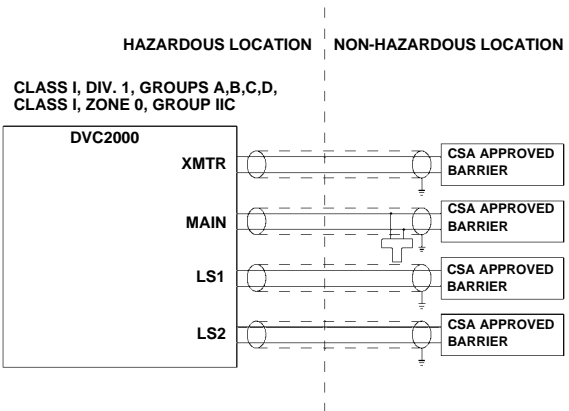 HAZARDOUS LOCATION
NON-HAZARDOUS LOCATION
CLASS I, DIV. 1, GROUPS A,B,C,D,
CLASS I, ZONE 0, GROUP IIC
DVC2000
XMTR
CSA APPROVED
BARRIER
MAIN
CSA APPROVED
BARRIER
LS1
CSA APPROVED
BARRIER
LS2
CSA APPROVED
BARRIER